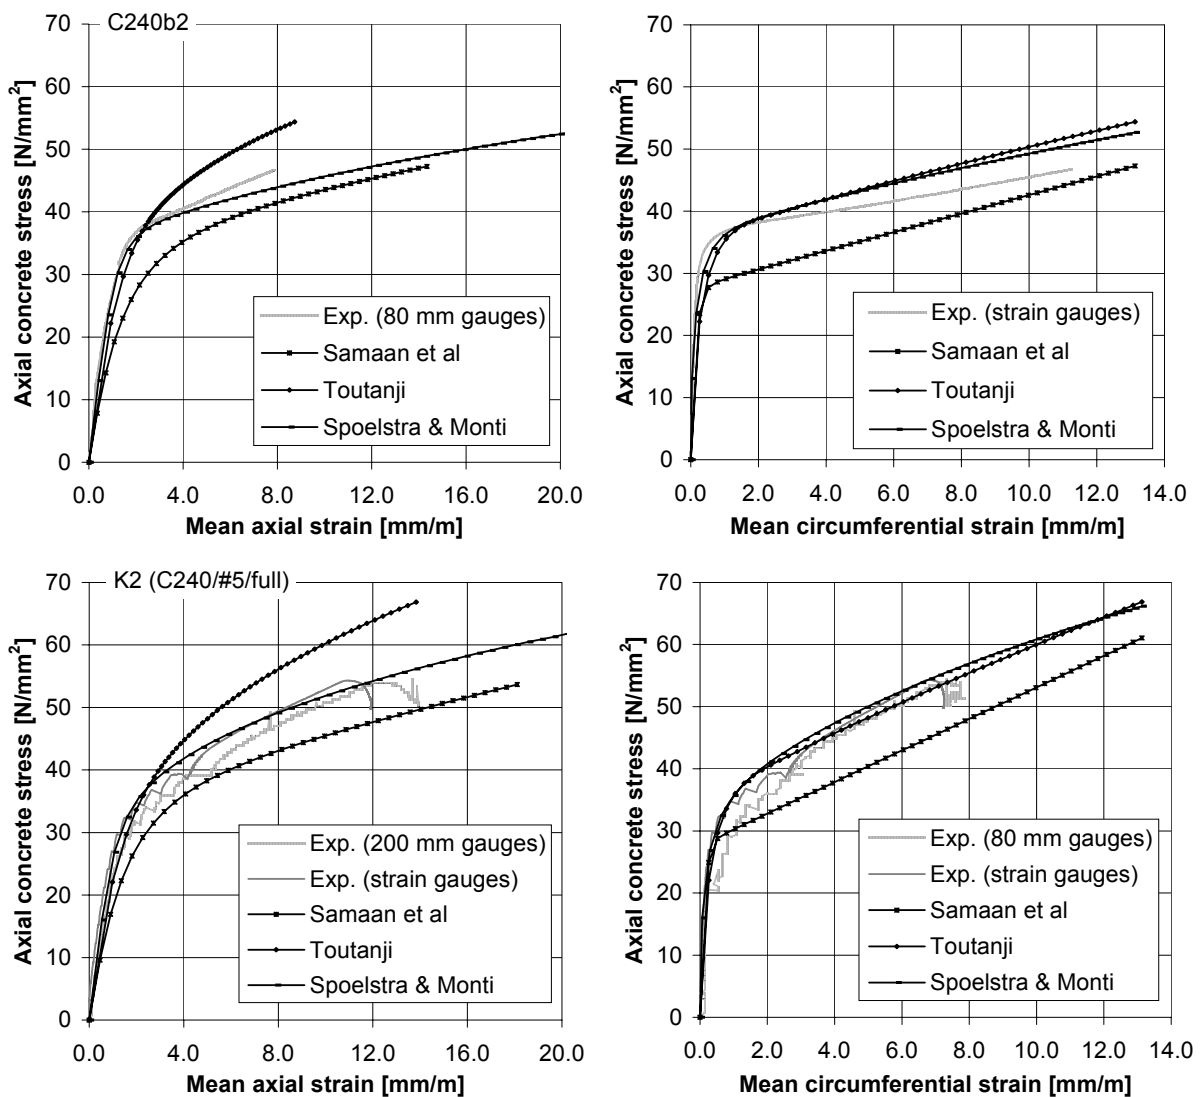 C240b2
Axial concrete stress [N/mm²]
70
60
50
40
30
20
10
0
0.0 4.0 8.0 12.0 16.0 20.0
Mean axial strain [mm/m]
Exp. (80 mm gauges)
Samaan et al
Toutanji
Spoelstra & Monti
Axial concrete stress [N/mm²]
70
60
50
40
30
20
10
0
0.0 2.0 4.0 6.0 8.0 10.0 12.0 14.0
Mean circumferential strain [mm/m]
Exp. (strain gauges)
Samaan et al
Toutanji
Spoelstra & Monti
K2 (C240/#5/full)
Axial concrete stress [N/mm²]
70
60
50
40
30
20
10
0
0.0 4.0 8.0 12.0 16.0 20.0
Mean axial strain [mm/m]
Exp. (200 mm gauges)
Exp. (strain gauges)
Samaan et al
Toutanji
Spoelstra & Monti
Axial concrete stress [N/mm²]
70
60
50
40
30
20
10
0
0.0 2.0 4.0 6.0 8.0 10.0 12.0 14.0
Mean circumferential strain [mm/m]
Exp. (80 mm gauges)
Exp. (strain gauges)
Samaan et al
Toutanji
Spoelstra & Monti